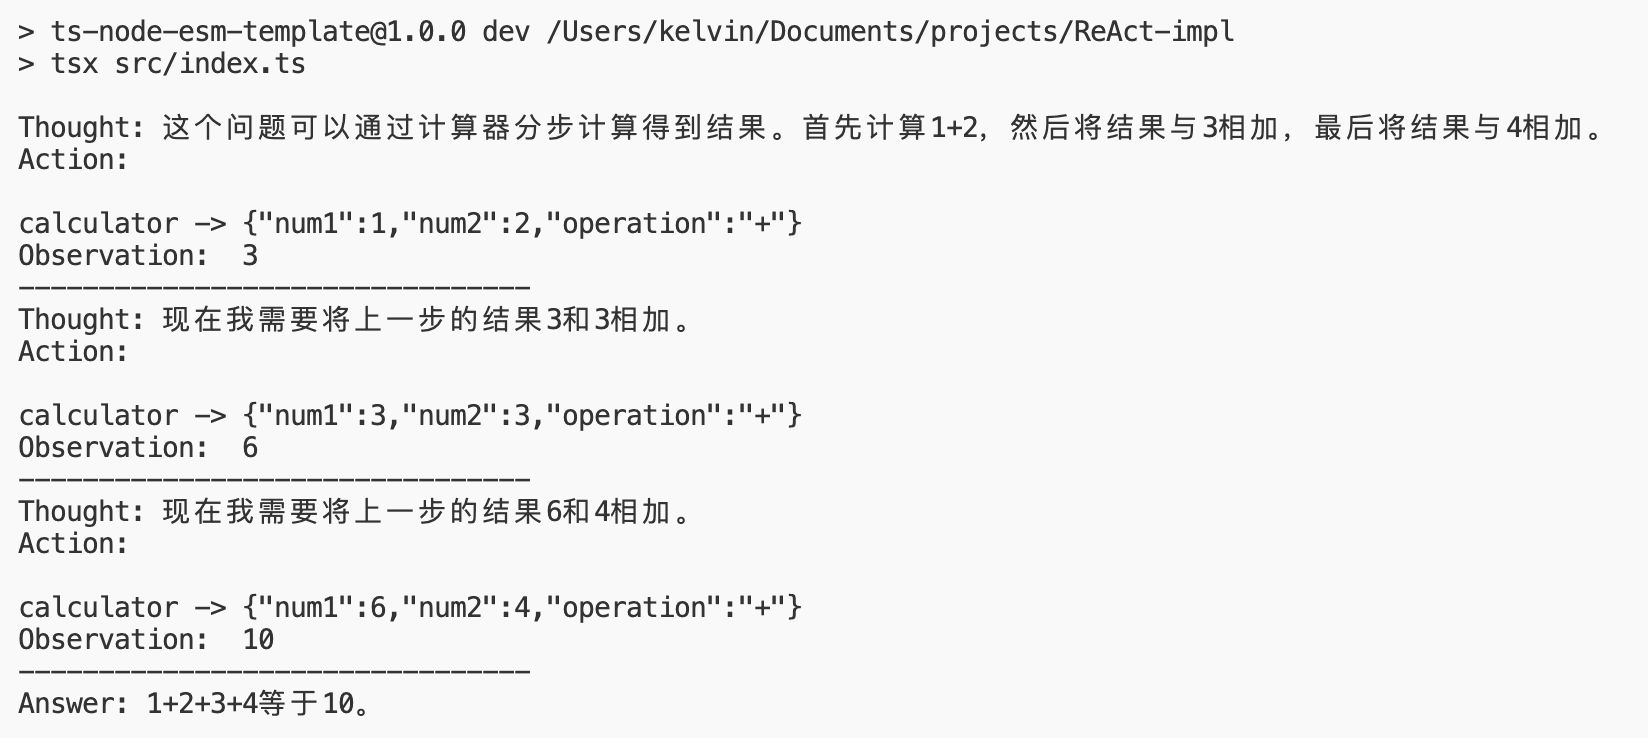 > ts-node-esm-template@1.0.0 dev /Users/kelvin/Documents/projects/ReAct-impl
> tsx src/index.ts
Thought: 这个问题可以通过计算器分步计算得到结果。首先计算1+2，然后将结果与3相加，最后将结果与4相加。
Action:
calculator -> {"num1":1,"num2":2,"operation":"+"}
Observation:  3
--------------------------------
Thought: 现在我需要将上一步的结果3和3相加。
Action:
calculator -> {"num1":3,"num2":3,"operation":"+"}
Observation:  6
--------------------------------
Thought: 现在我需要将上一步的结果6和4相加。
Action:
calculator -> {"num1":6,"num2":4,"operation":"+"}
Observation:  10
--------------------------------
Answer: 1+2+3+4等于10。